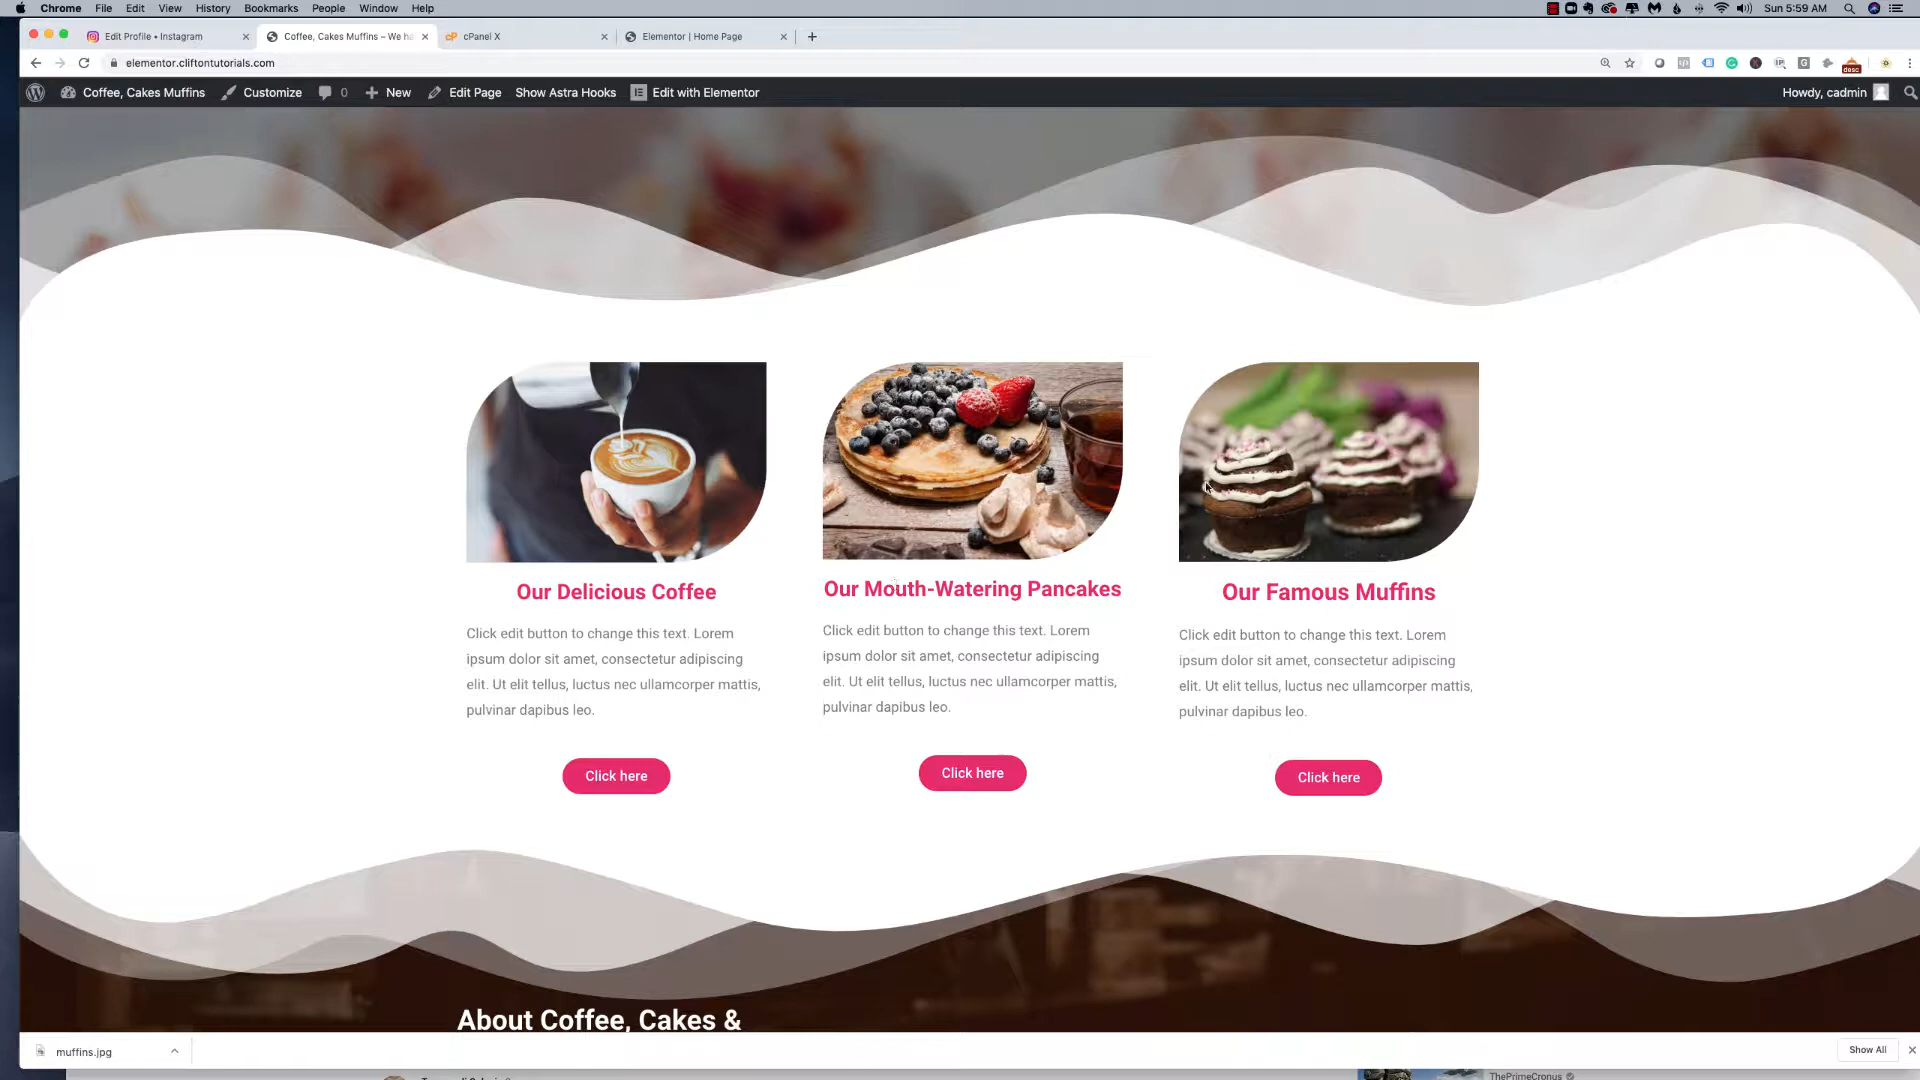 Chrome File Edit View History Bookmarks People Window Help
Sun 5:59 AM
Edit Profile • Instagram
Coffee, Cakes Muffins – We ha
cPanel X
Elementor | Home Page
elementor.cliftontutorials.com
Coffee, Cakes Muffins Customize 0 New Edit Page Show Astra Hooks Edit with Elementor
Howdy, cadmin
Our Delicious Coffee
Click edit button to change this text. Lorem
ipsum dolor sit amet, consectetur adipiscing
elit. Ut elit tellus, luctus nec ullamcorper mattis,
pulvinar dapibus leo.
Click here
Our Mouth-Watering Pancakes
Click edit button to change this text. Lorem
ipsum dolor sit amet, consectetur adipiscing
elit. Ut elit tellus, luctus nec ullamcorper mattis,
pulvinar dapibus leo.
Click here
Our Famous Muffins
Click edit button to change this text. Lorem
ipsum dolor sit amet, consectetur adipiscing
elit. Ut elit tellus, luctus nec ullamcorper mattis,
pulvinar dapibus leo.
Click here
About Coffee, Cakes &
muffins.jpg
Show All
ThePrimeCronus